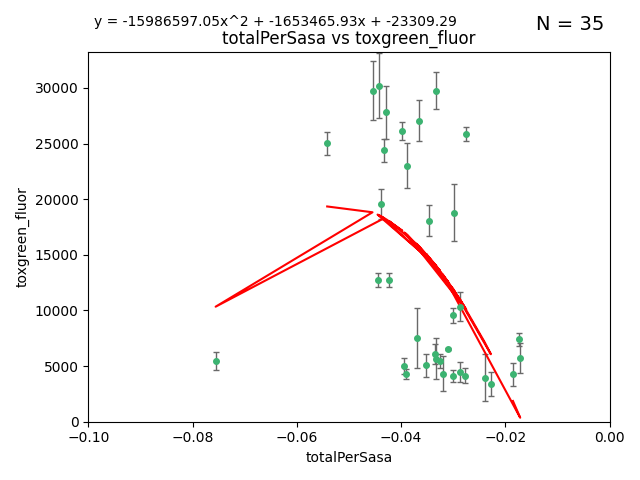 y = -15986597.05x^2 + -1653465.93x + -23309.29
N = 35
totalPerSasa vs toxgreen_fluor
30000
25000
20000
15000
10000
5000
0
toxgreen_fluor
−0.10
−0.08
−0.06
−0.04
−0.02
0.00
totalPerSasa